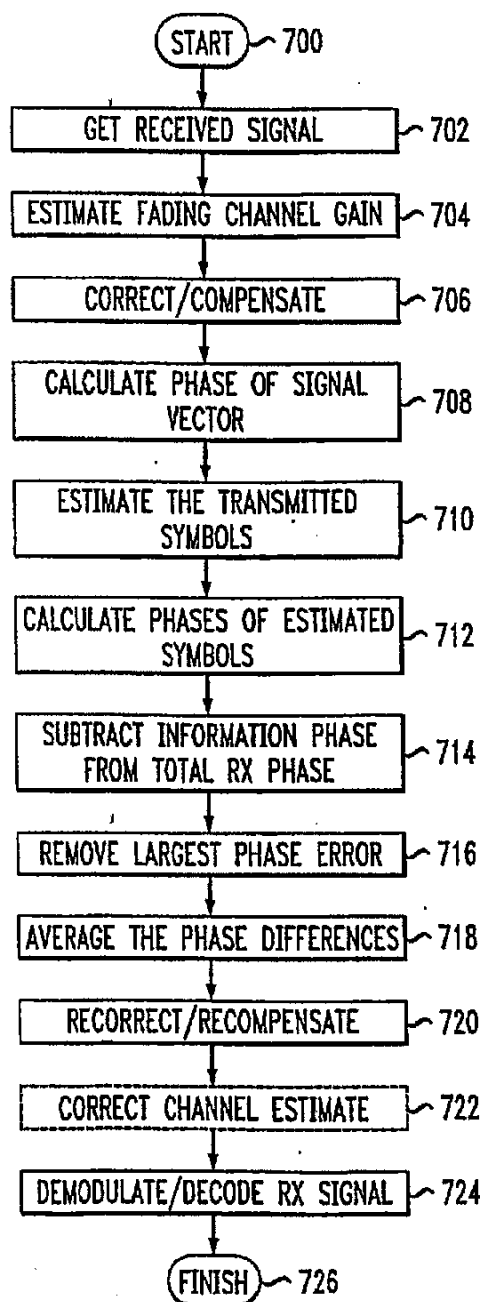 START 700
GET RECEIVED SIGNAL 702
ESTIMATE FADING CHANNEL GAIN 704
CORRECT/COMPENSATE 706
CALCULATE PHASE OF SIGNAL
VECTOR 708
ESTIMATE THE TRANSMITTED
SYMBOLS 710
CALCULATE PHASES OF ESTIMATED
SYMBOLS 712
SUBTRACT INFORMATION PHASE
FROM TOTAL RX PHASE 714
REMOVE LARGEST PHASE ERROR 716
AVERAGE THE PHASE DIFFERENCES 718
RECORRECT/RECOMPENSATE 720
CORRECT CHANNEL ESTIMATE 722
DEMODULATE/DECODE RX SIGNAL 724
FINISH 726